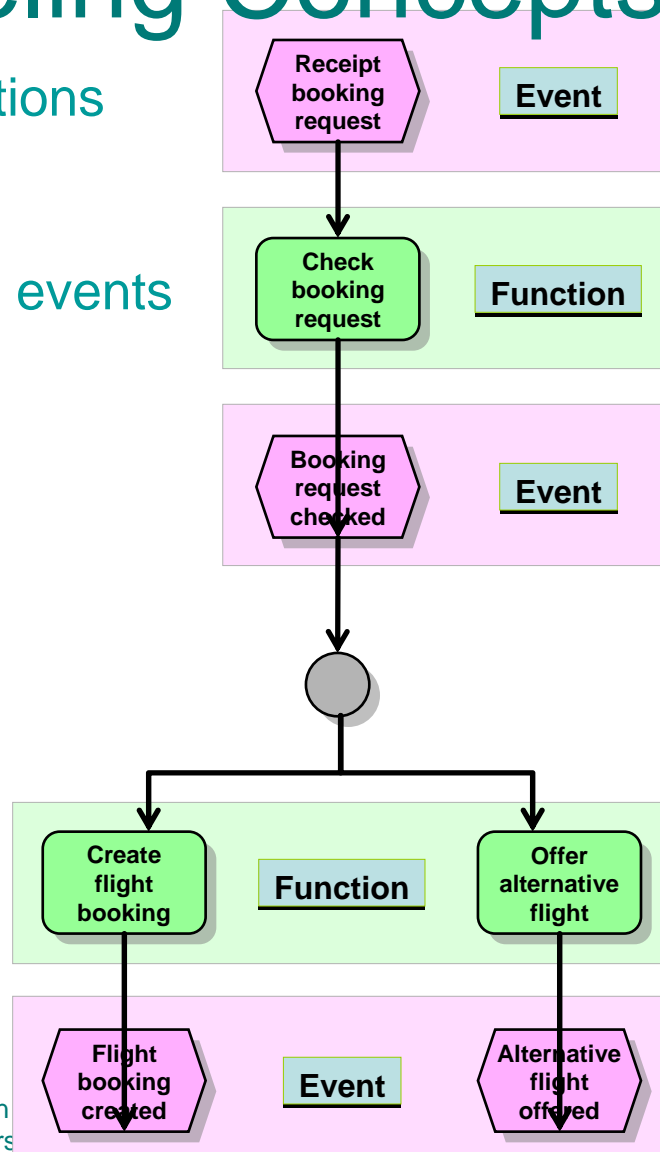 Concepts
Receipt
booking
request
Event
events
Check
booking
request
Function
Booking
request
checked
Event
Create
flight
booking
Function
Offer
alternative
flight
Flight
booking
created
Event
Alternative
flight
offered